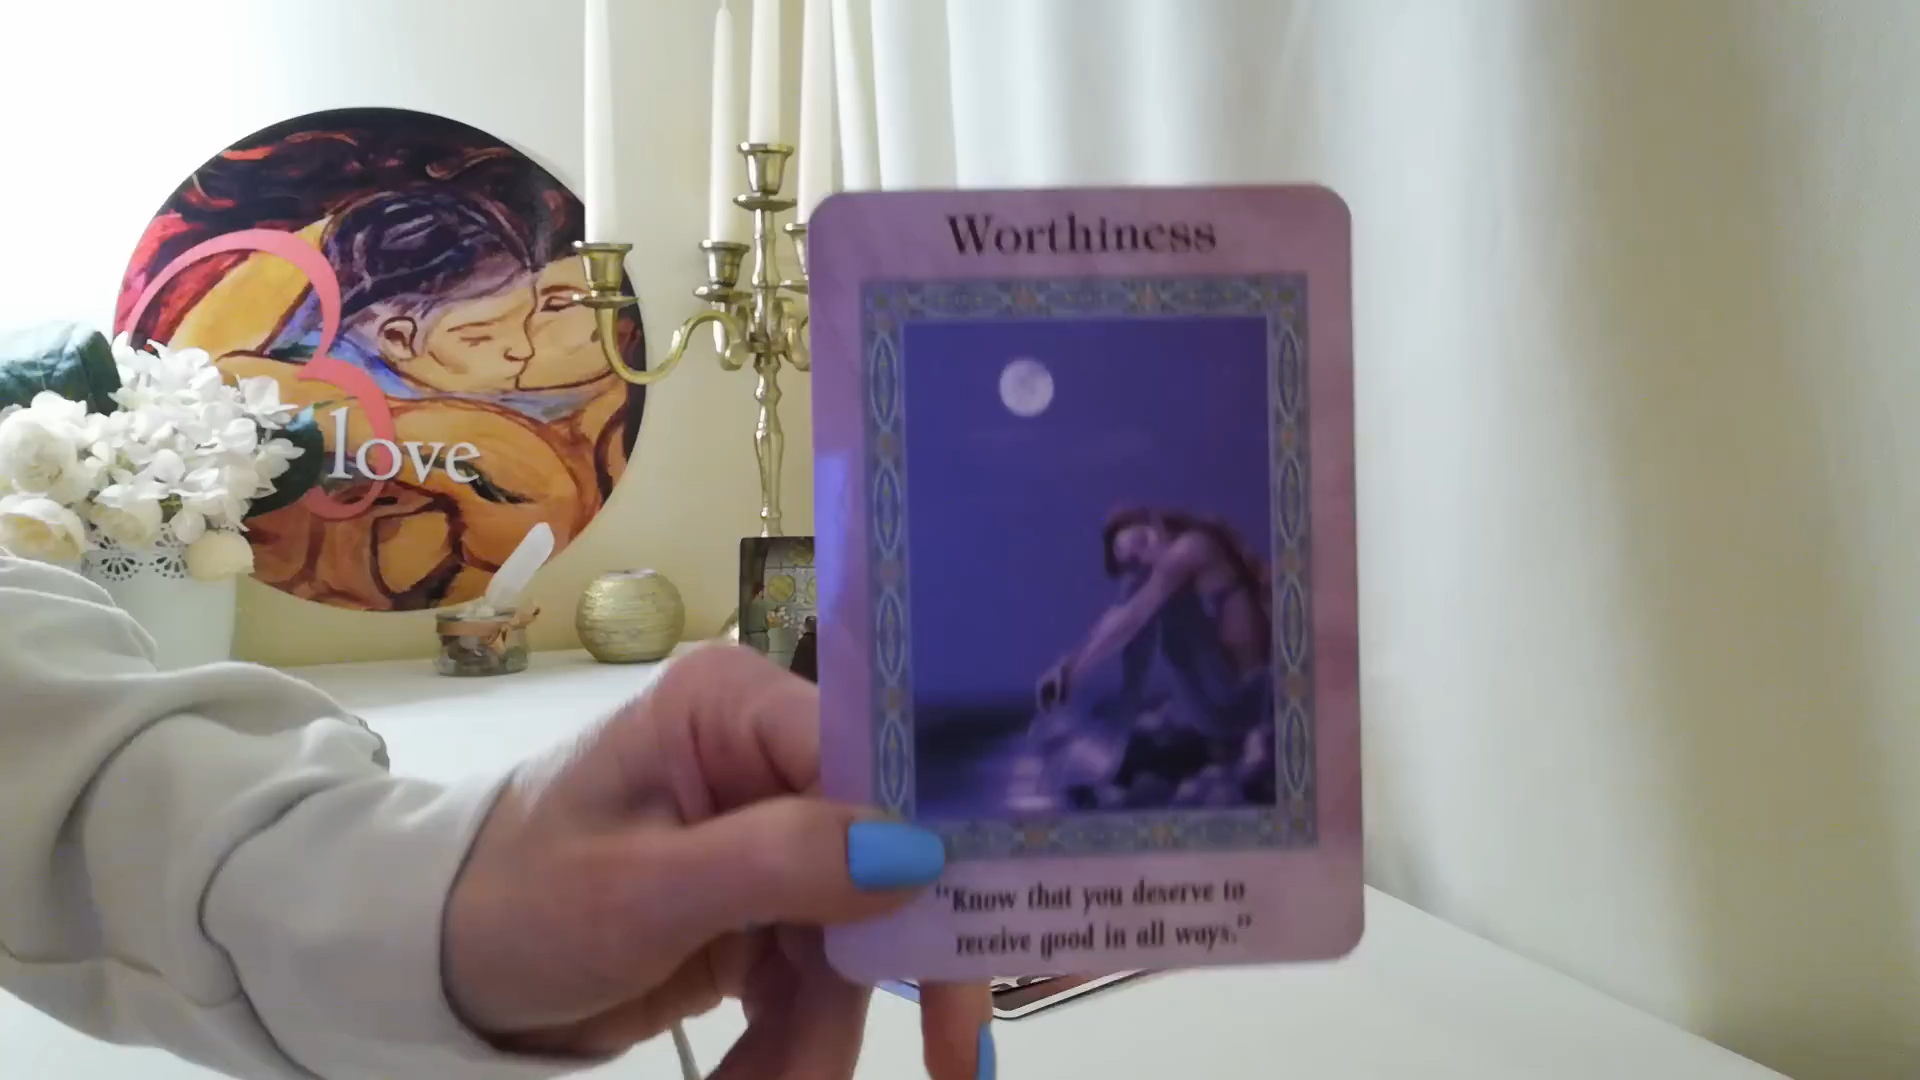 Worthiness
love
"Know that you deserve to
receive good in all ways."